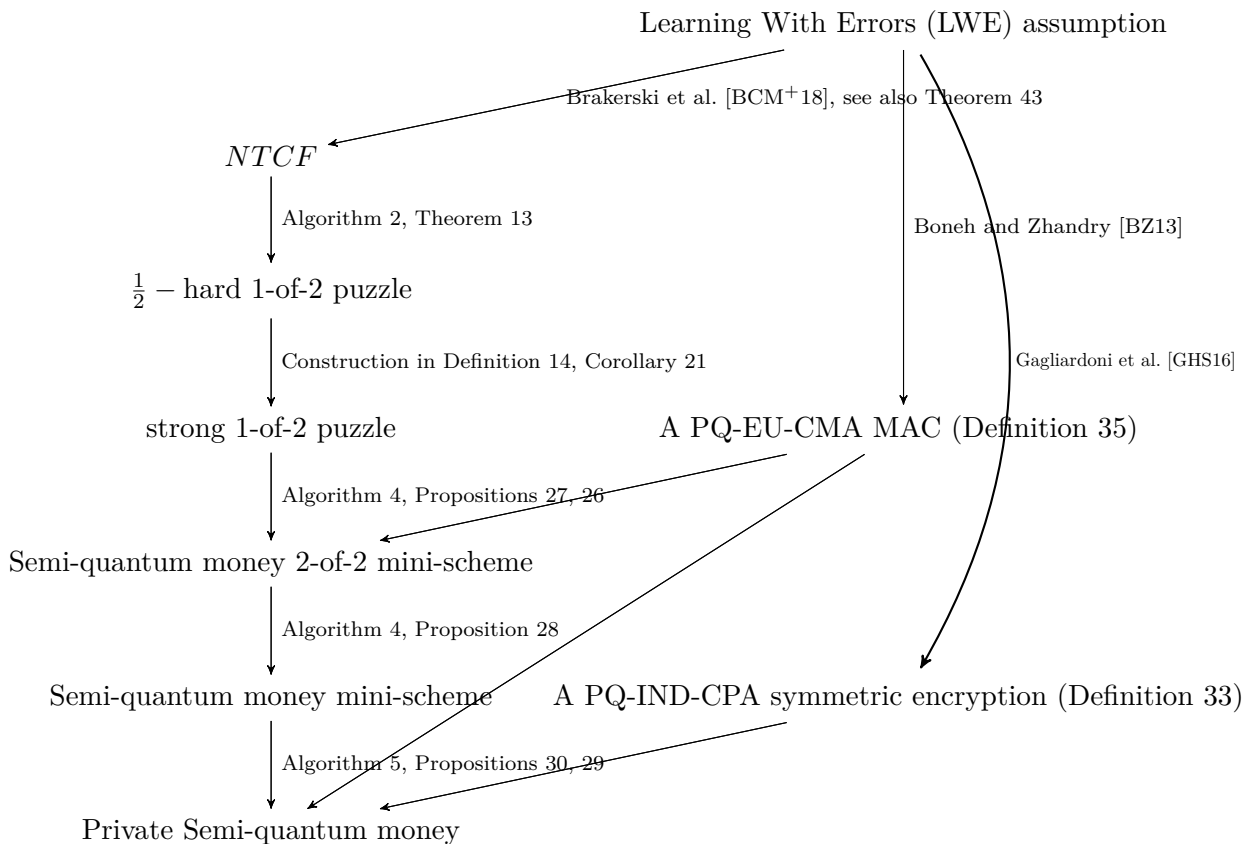 Learning With Errors (LWE) assumption
Brakerski et al. [BCM+18], see also Theorem 43
NTCF
Algorithm 2, Theorem 13
Boneh and Zhandry [BZ13]
1/2 − hard 1-of-2 puzzle
Construction in Definition 14, Corollary 21
Gagliardoni et al. [GHS16]
strong 1-of-2 puzzle
A PQ-EU-CMA MAC (Definition 35)
Algorithm 4, Propositions 27, 26
Semi-quantum money 2-of-2 mini-scheme
Algorithm 4, Proposition 28
Semi-quantum money mini-scheme
A PQ-IND-CPA symmetric encryption (Definition 33)
Algorithm 5, Propositions 30, 29
Private Semi-quantum money